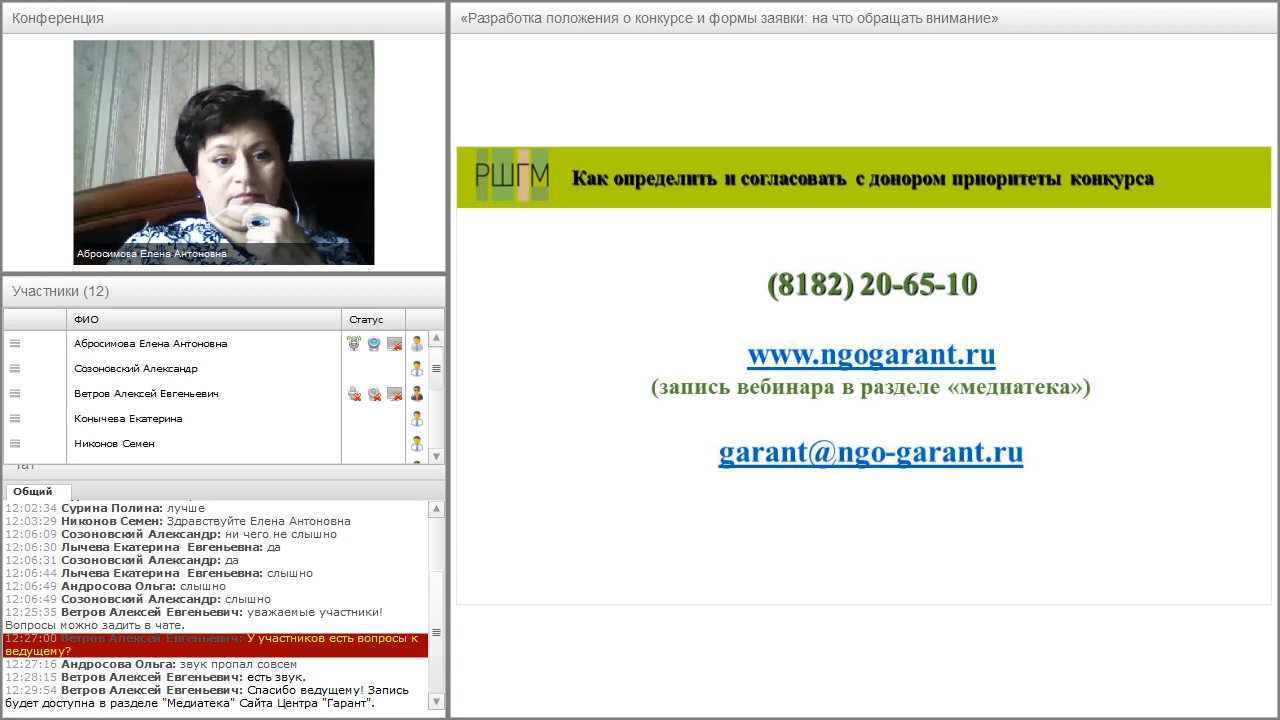 Конференция
Абросимова Елена Антоновна
Участники (12)
ФИО
Статус
Абросимова Елена Антоновна
Созоновский Александр
Ветров Алексей Евгеньевич
Конычева Екатерина
Никонов Семен
Чат
Общий
12:02:34 Сурина Полина: лучше
12:03:29 Никонов Семен: Здравствуйте Елена Антоновна
12:06:09 Созоновский Александр: ни чего не слышно
12:06:30 Лычева Екатерина Евгеньевна: да
12:06:31 Созоновский Александр: да
12:06:44 Лычева Екатерина Евгеньевна: слышно
12:06:49 Андросова Ольга: слышно
12:06:49 Созоновский Александр: слышно
12:25:35 Ветров Алексей Евгеньевич: уважаемые участники!
Вопросы можно задить в чате.
12:27:00 Ветров Алексей Евгеньевич: У участников есть вопросы к
ведущему?
12:27:16 Андросова Ольга: звук пропал совсем
12:28:15 Ветров Алексей Евгеньевич: есть звук.
12:29:54 Ветров Алексей Евгеньевич: Спасибо ведущему! Запись
будет доступна в разделе "Медиатека" Сайта Центра "Гарант".
«Разработка положения о конкурсе и формы заявки: на что обращать внимание»
РШГМ
Как определить и согласовать с донором приоритеты конкурса
(8182) 20-65-10
www.ngogarant.ru
(запись вебинара в разделе «медиатека»)
garant@ngo-garant.ru